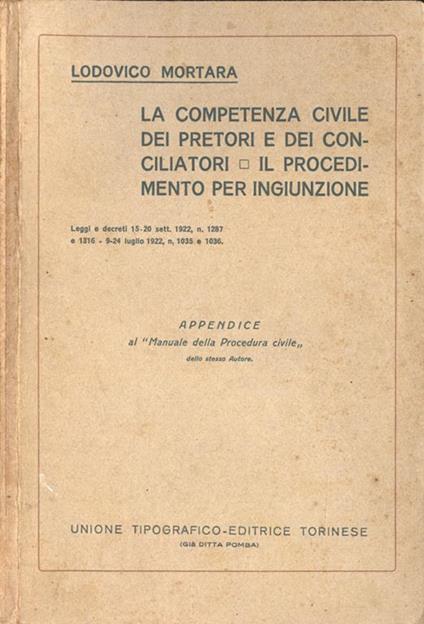 LODOVICO MORTARA
LA COMPETENZA CIVILE
DEI PRETORI E DEI CON-
CILIATORI □ IL PROCEDI-
MENTO PER INGIUNZIONE
Leggi e decreti 15-20 sett. 1922, n. 1287
e 1316 - 9-24 luglio 1922, n. 1035 e 1036.
APPENDICE
al "Manuale della Procedura civile„
dello stesso Autore.
UNIONE TIPOGRAFICO-EDITRICE TORINESE
(GIÀ DITTA POMBA)